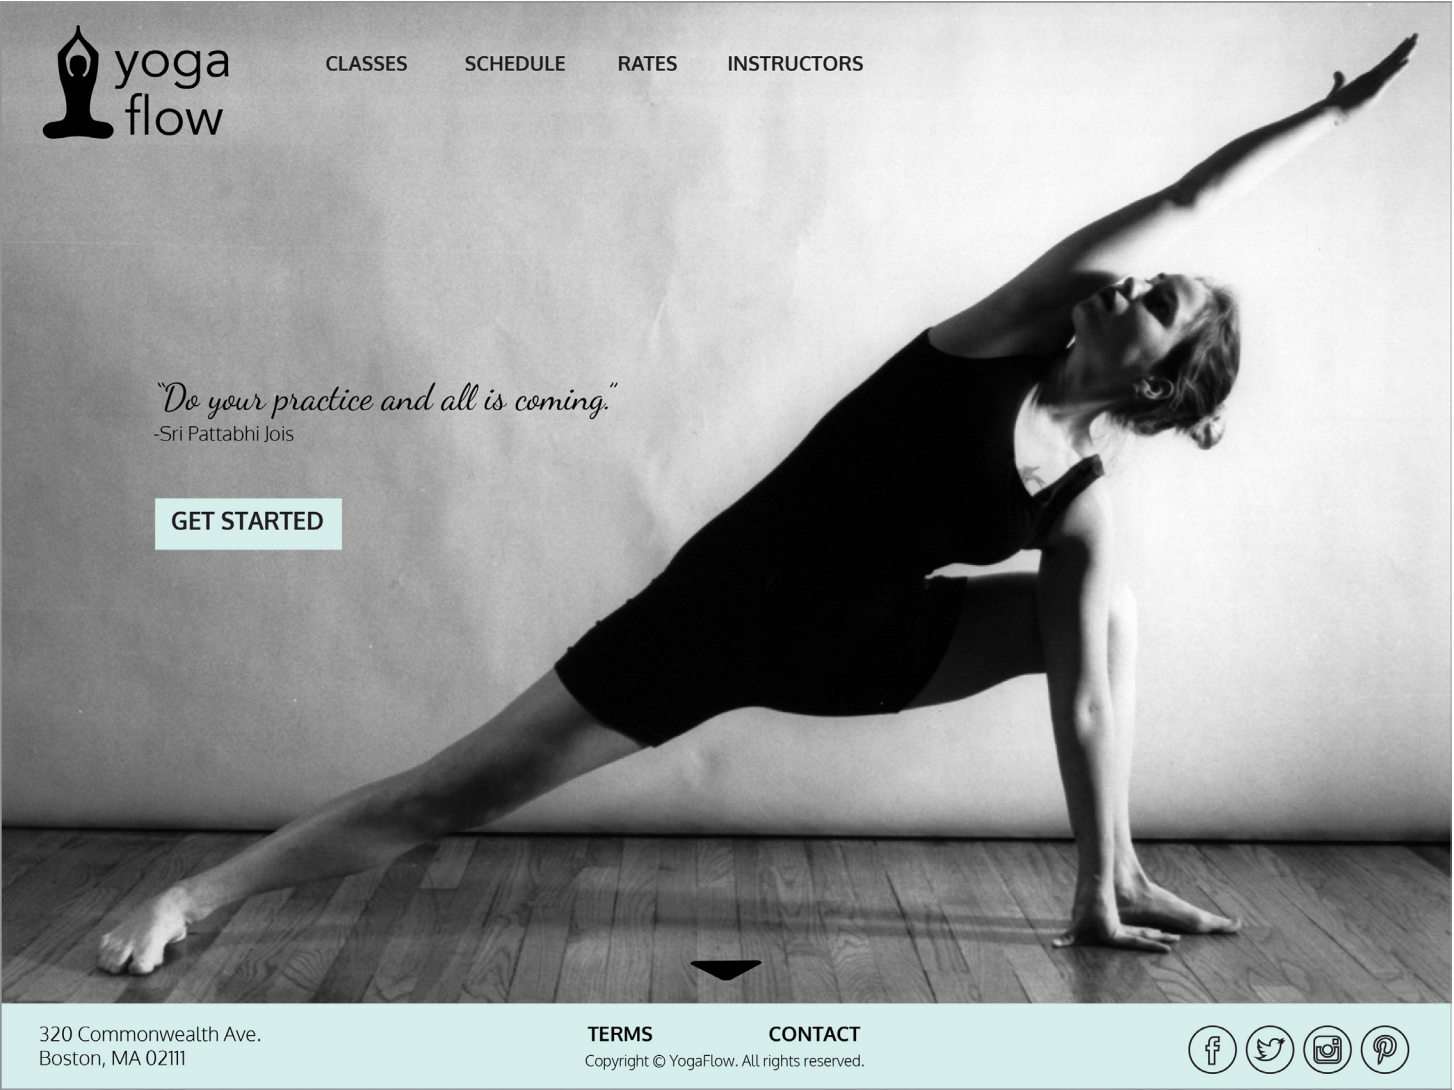 yoga
flow
CLASSES SCHEDULE RATES INSTRUCTORS
“Do your practice and all is coming.”
-Sri Pattabhi Jois
GET STARTED
320 Commonwealth Ave.
Boston, MA 02111
TERMS CONTACT
Copyright © YogaFlow. All rights reserved.